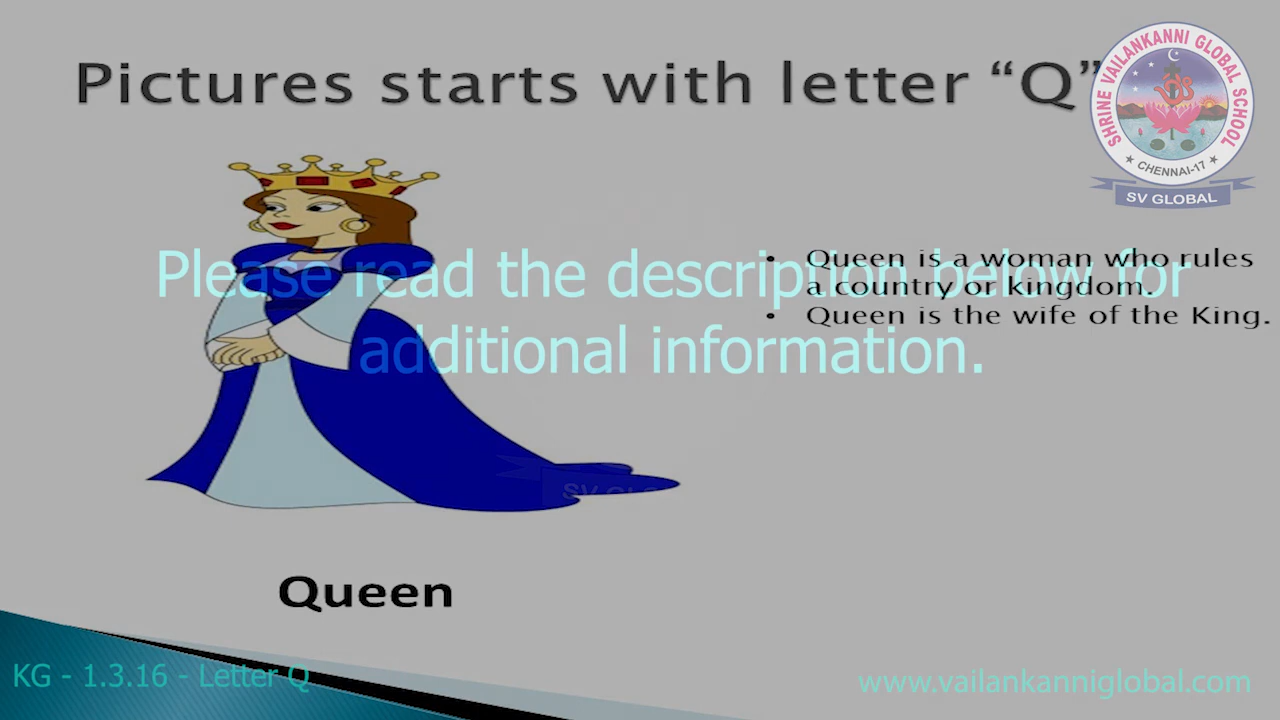 Pictures starts with letter “Q”
SHRINE VAILANKANNI GLOBAL SCHOOL
CHENNAI-17
SV GLOBAL
Please read the description below for
additional information.
• Queen is a woman who rules
a country or kingdom.
• Queen is the wife of the King.
SV GLO
Queen
KG - 1.3.16 - Letter Q
www.vailankanniglobal.com